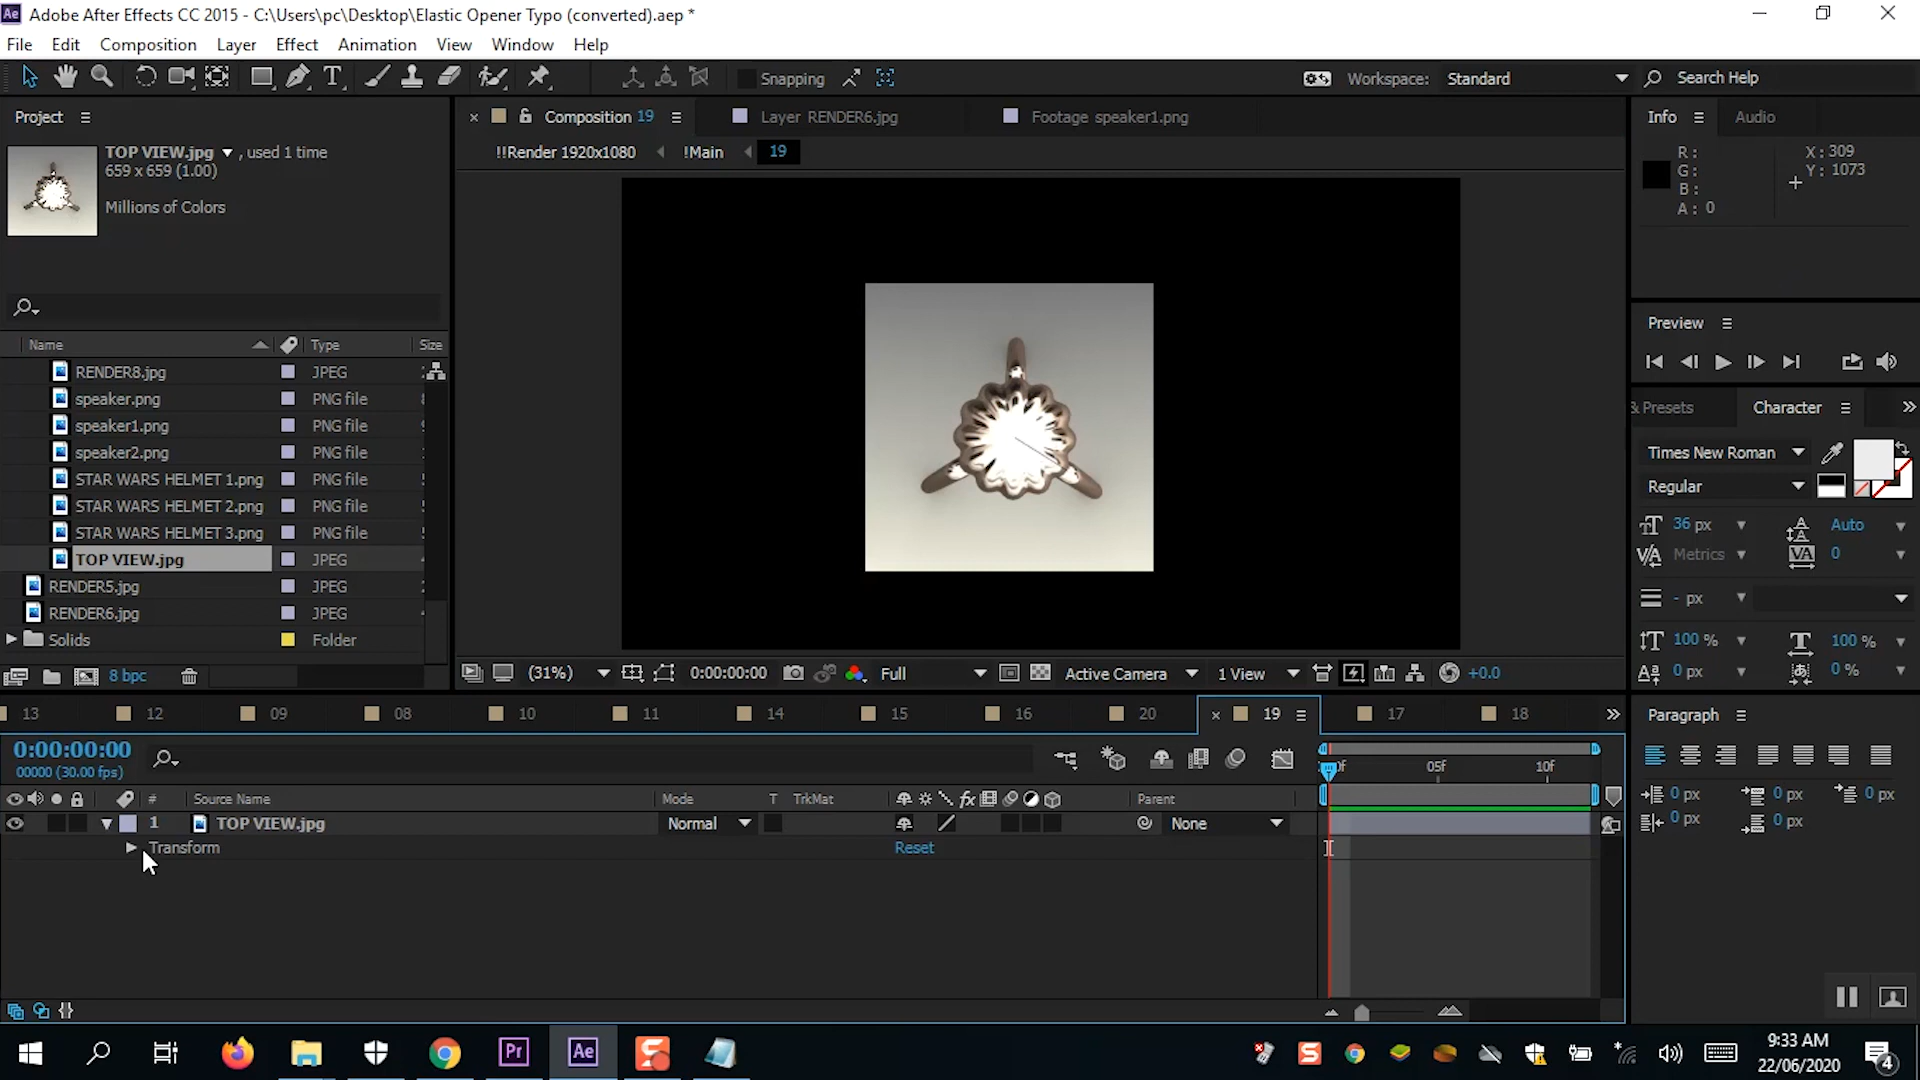 Ae Adobe After Effects CC 2015 - C:\Users\pc\Desktop\Elastic Opener Typo (converted).aep *
File Edit Composition Layer Effect Animation View Window Help
Snapping Workspace: Standard Search Help
Project
TOP VIEW.jpg , used 1 time
659 x 659 (1.00)
Millions of Colors
Composition 19 Layer RENDER6.jpg Footage speaker1.png
!!Render 1920x1080 !Main 19
Info Audio
R: X: 309
G: Y: 1073
B:
A: 0
Preview
Name Type Size
RENDER8.jpg JPEG
speaker.png PNG file
speaker1.png PNG file
speaker2.png PNG file
STAR WARS HELMET 1.png PNG file
STAR WARS HELMET 2.png PNG file
STAR WARS HELMET 3.png PNG file
TOP VIEW.jpg JPEG
RENDER5.jpg JPEG
RENDER6.jpg JPEG
Solids Folder
8 bpc
(31%) 0:00:00:00 Full Active Camera 1 View +0.0
& Presets Character
Times New Roman
Regular
36 px Auto
Metrics 0
- px
100 % 100 %
0 px 0 %
13 12 09 08 10 11 14 15 16 20 19 17 18
Paragraph
0:00:00:00
00000 (30.00 fps)
05f 10f
# Source Name Mode T TrkMat Parent
1 TOP VIEW.jpg Normal None
Transform Reset
0 px 0 px 0 px
0 px 0 px
Pr Ae
9:33 AM
22/06/2020
4